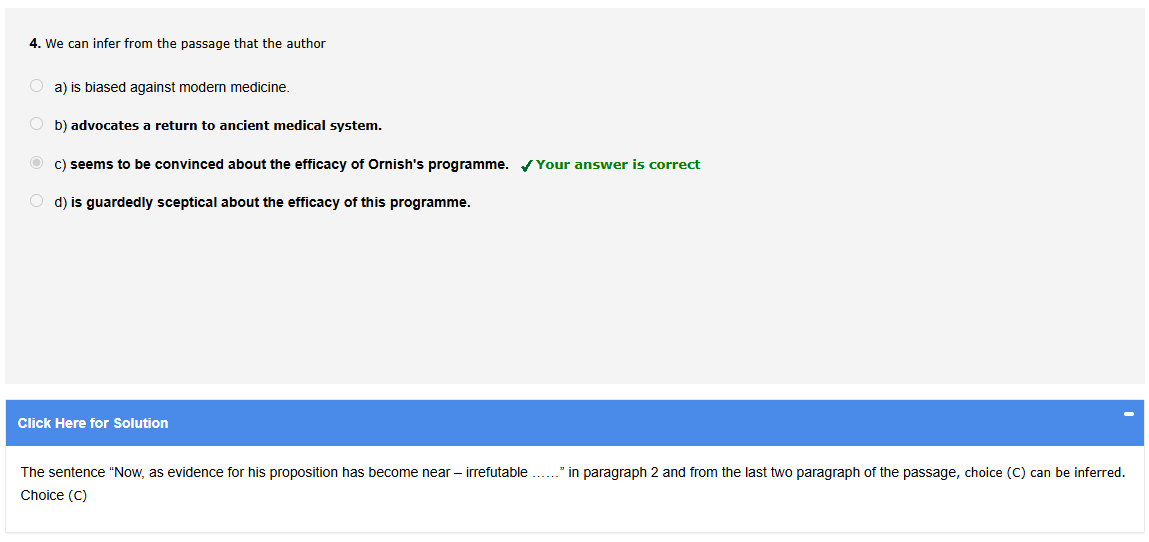 4. We can infer from the passage that the author
a) is biased against modern medicine.
b) advocates a return to ancient medical system.
c) seems to be convinced about the efficacy of Ornish's programme. ✓Your answer is correct
d) is guardedly sceptical about the efficacy of this programme.
Click Here for Solution
The sentence “Now, as evidence for his proposition has become near – irrefutable ……” in paragraph 2 and from the last two paragraph of the passage, choice (C) can be inferred.
Choice (C)